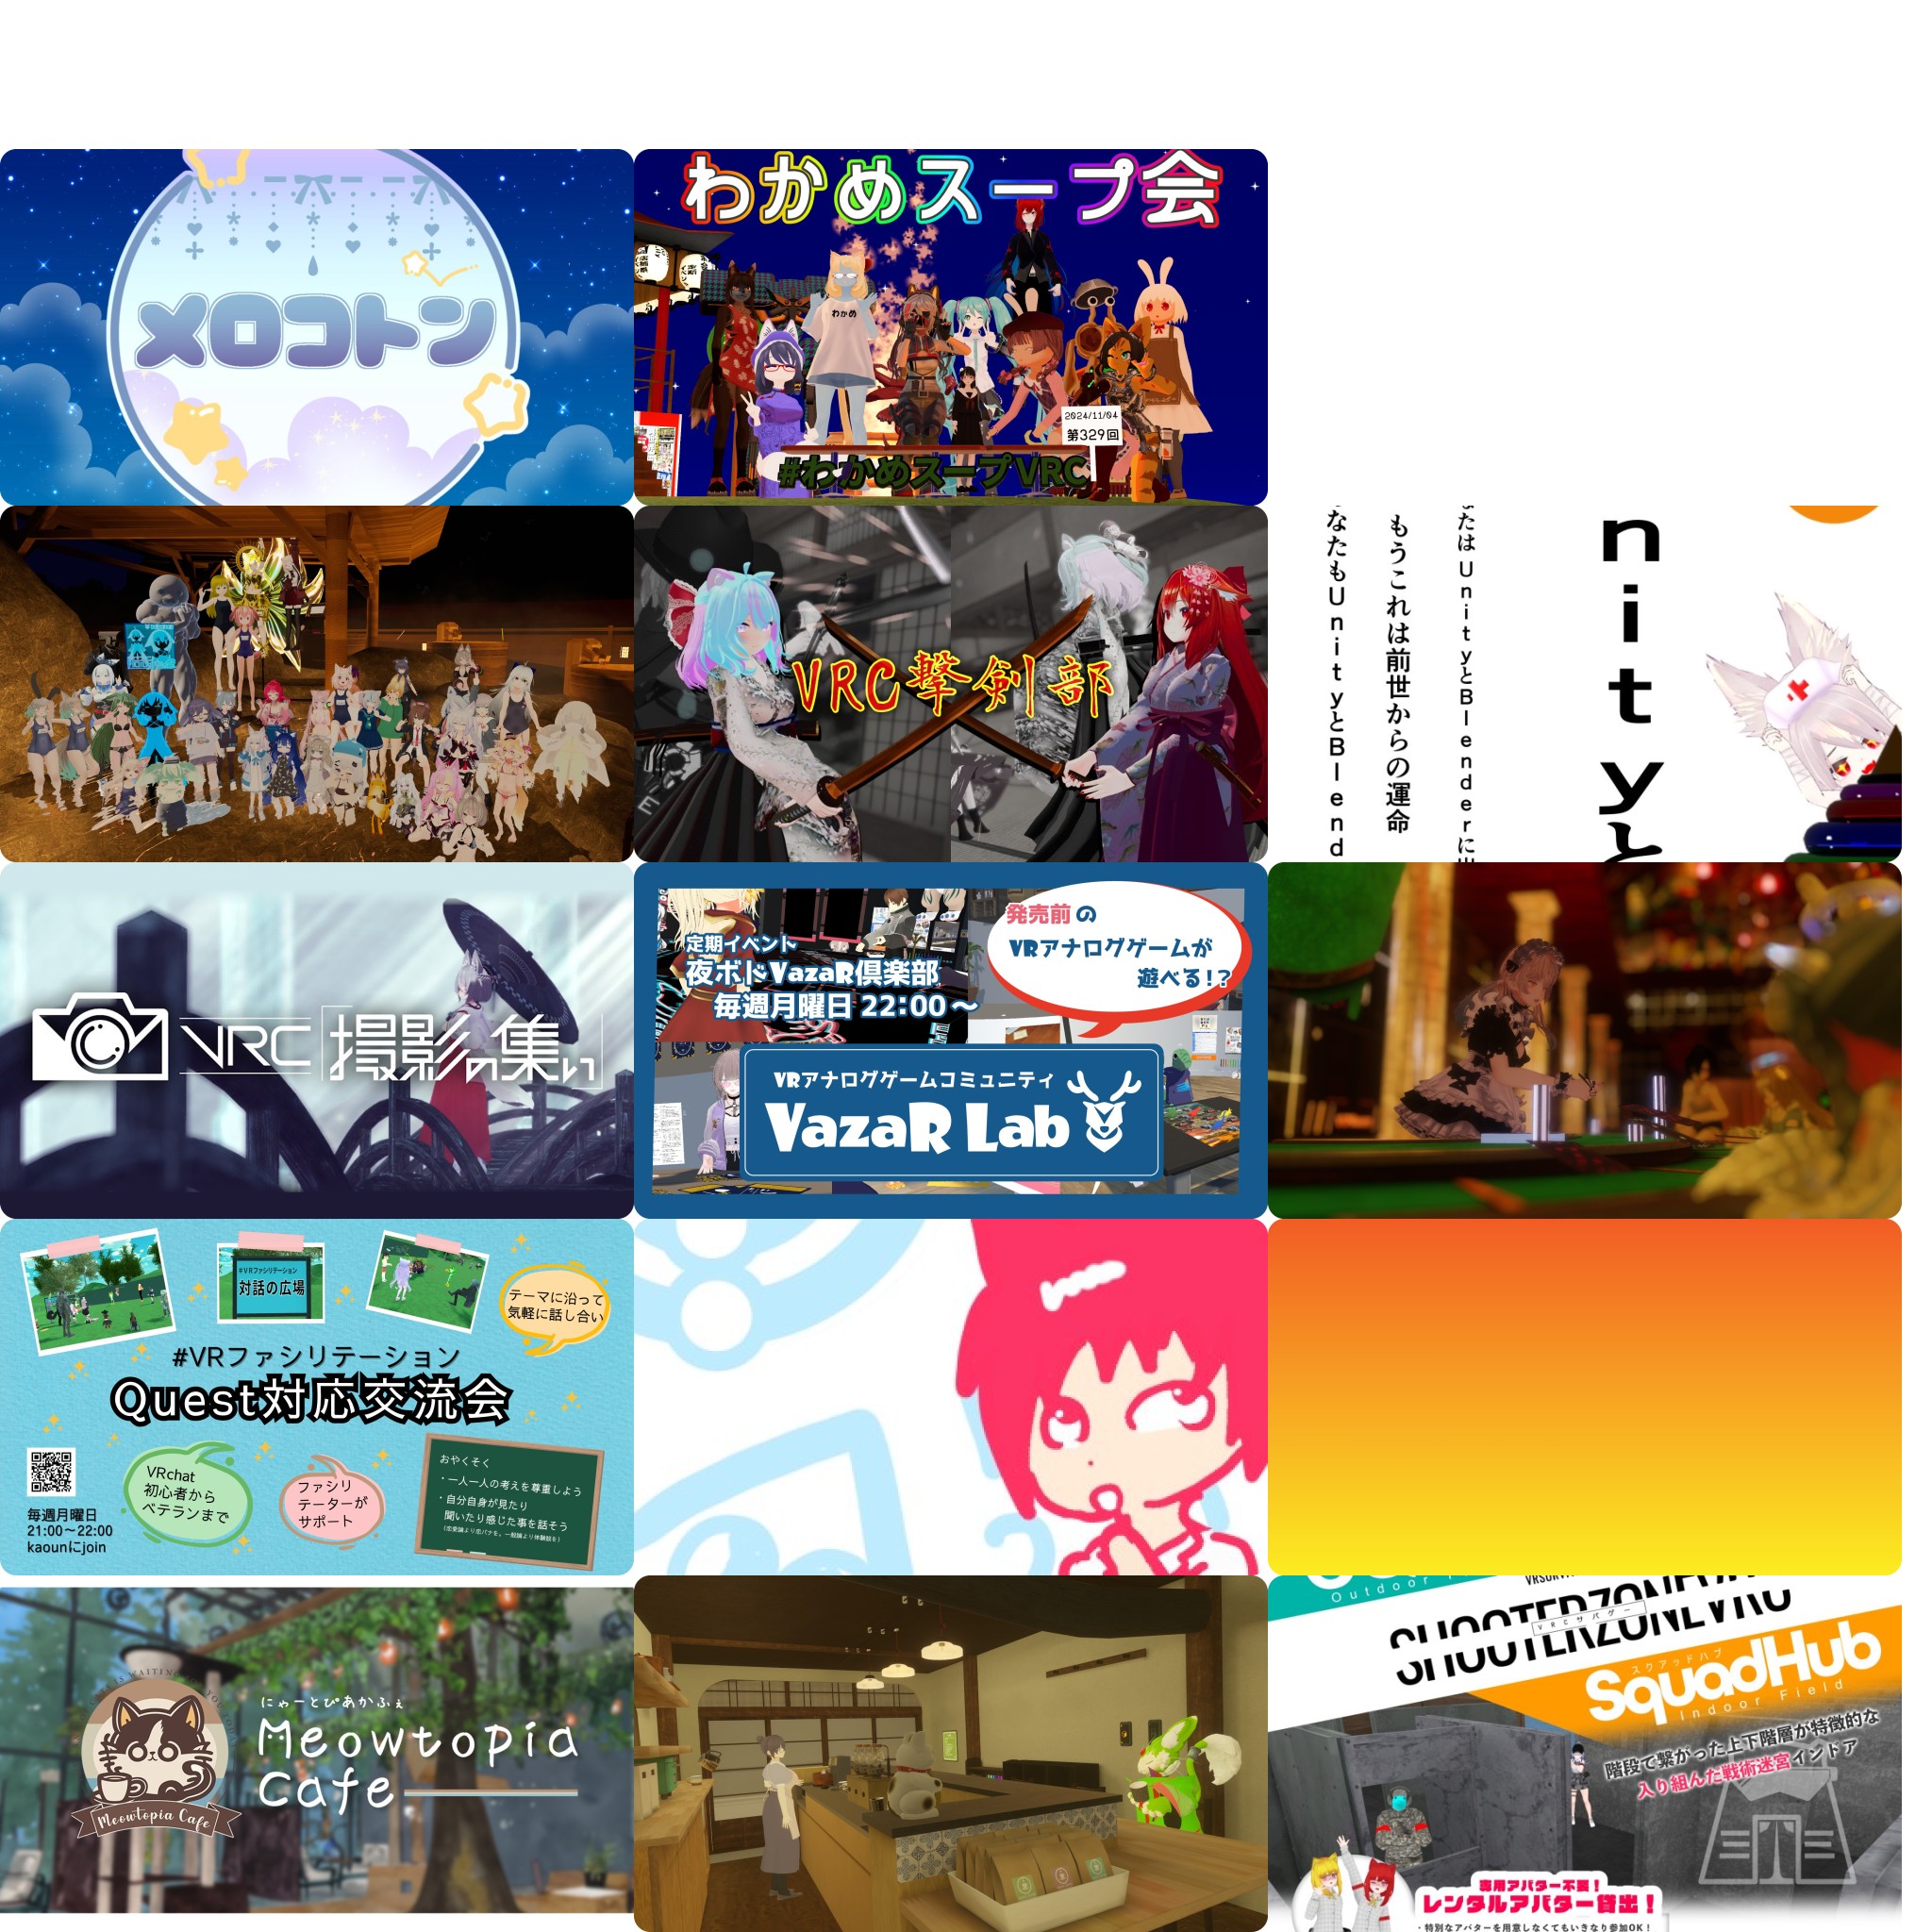 メロコトン
わかめスープ会
わかめ
2024/11/04
第329回
#わかめスープVRC
VRC撃剣部
nityと
たは UnityとBlenderに
もうこれは前世からの運命
なたもUnityとBlend
VRC 撮影の集い
定期イベント
夜ボドVazaR倶楽部
毎週月曜日 22:00～
発売前の
VRアナログゲームが
遊べる!?
VRアナログゲームコミュニティ
VazaR Lab
#VRファシリテーション
対話の広場
テーマに沿って
気軽に話し合い
#VRファシリテーション
Quest対応交流会
VRchat
初心者から
ベテランまで
ファシリ
テーターが
サポート
おやくそく
・一人一人の考えを尊重しよう
・自分自身が見たり
聞いたり感じた事を話そう
毎週月曜日
21:00～22:00
kaounにjoin
にゃーとぴあかふぇ
Meowtopia
Cafe
Meowtopia Cafe
Outdoor
SHOOTERZONEVRC
VRCサバゲー
スクアッドハブ
SquadHub
Indoor Field
階段で繋がった上下階層が特徴的な
入り組んだ戦術迷宮インドア
専用アバター不要！
レンタルアバター貸出！
・特別なアバターを用意しなくてもいきなり参加OK！